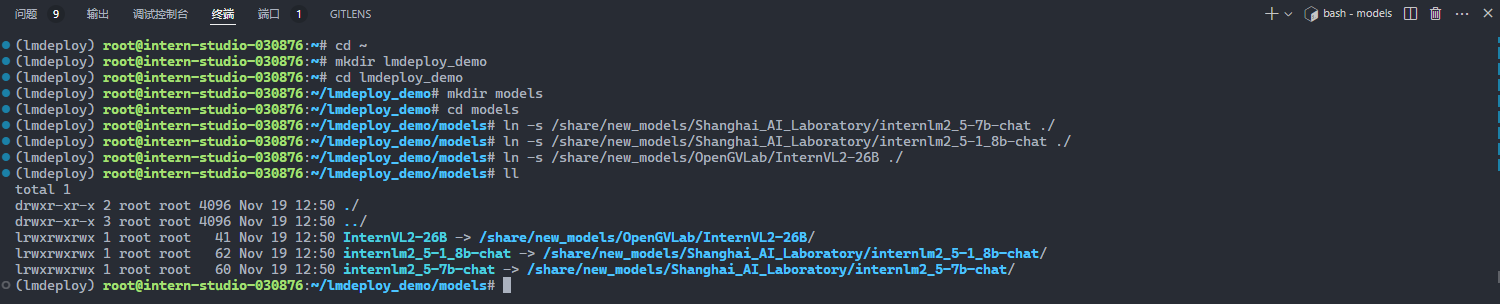 问题 9 输出 调试控制台 终端 端口 1 GITLENS bash - models
(lmdeploy) root@intern-studio-030876:~# cd ~
(lmdeploy) root@intern-studio-030876:~# mkdir lmdeploy_demo
(lmdeploy) root@intern-studio-030876:~# cd lmdeploy_demo
(lmdeploy) root@intern-studio-030876:~/lmdeploy_demo# mkdir models
(lmdeploy) root@intern-studio-030876:~/lmdeploy_demo# cd models
(lmdeploy) root@intern-studio-030876:~/lmdeploy_demo/models# ln -s /share/new_models/Shanghai_AI_Laboratory/internlm2_5-7b-chat ./
(lmdeploy) root@intern-studio-030876:~/lmdeploy_demo/models# ln -s /share/new_models/Shanghai_AI_Laboratory/internlm2_5-1_8b-chat ./
(lmdeploy) root@intern-studio-030876:~/lmdeploy_demo/models# ln -s /share/new_models/OpenGVLab/InternVL2-26B ./
(lmdeploy) root@intern-studio-030876:~/lmdeploy_demo/models# ll
total 1
drwxr-xr-x 2 root root 4096 Nov 19 12:50 ./
drwxr-xr-x 3 root root 4096 Nov 19 12:50 ../
lrwxrwxrwx 1 root root   41 Nov 19 12:50 InternVL2-26B -> /share/new_models/OpenGVLab/InternVL2-26B/
lrwxrwxrwx 1 root root   62 Nov 19 12:50 internlm2_5-1_8b-chat -> /share/new_models/Shanghai_AI_Laboratory/internlm2_5-1_8b-chat/
lrwxrwxrwx 1 root root   60 Nov 19 12:50 internlm2_5-7b-chat -> /share/new_models/Shanghai_AI_Laboratory/internlm2_5-7b-chat/
(lmdeploy) root@intern-studio-030876:~/lmdeploy_demo/models#